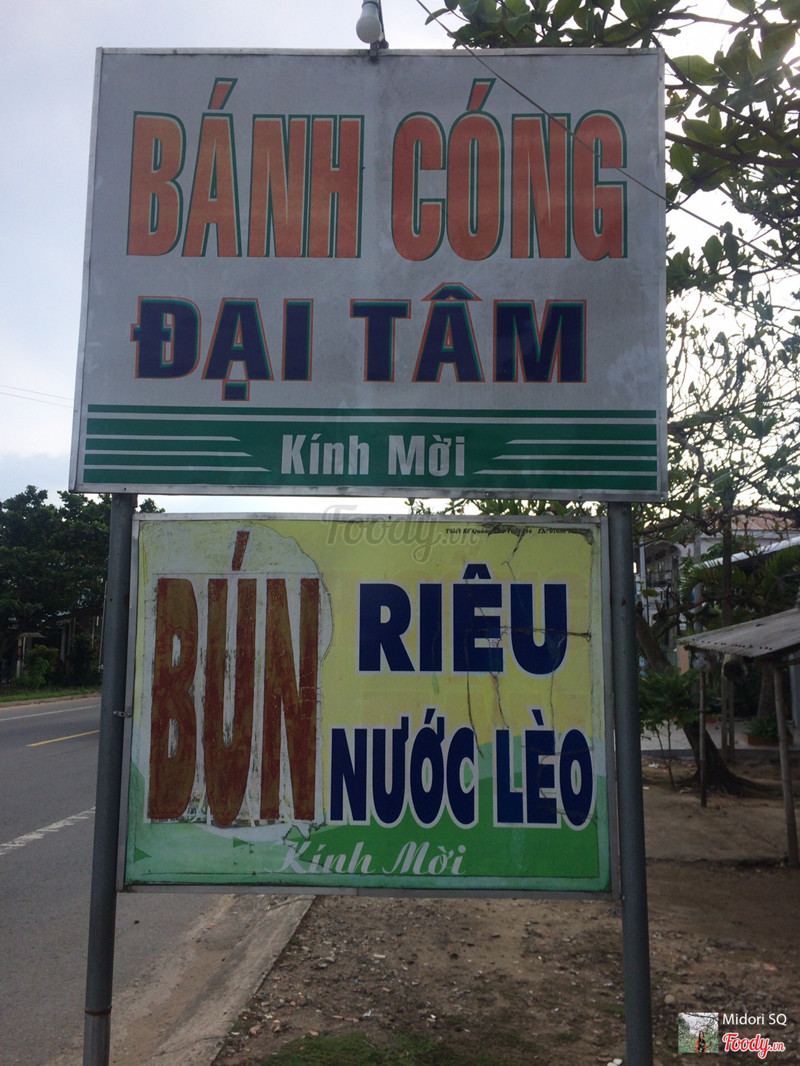 BÁNH CÓNG
ĐẠI TÂM
Kính Mời
Foody.vn
BÚN RIÊU
NƯỚC LÈO
Kính Mời
Midori SQ
Foody.vn